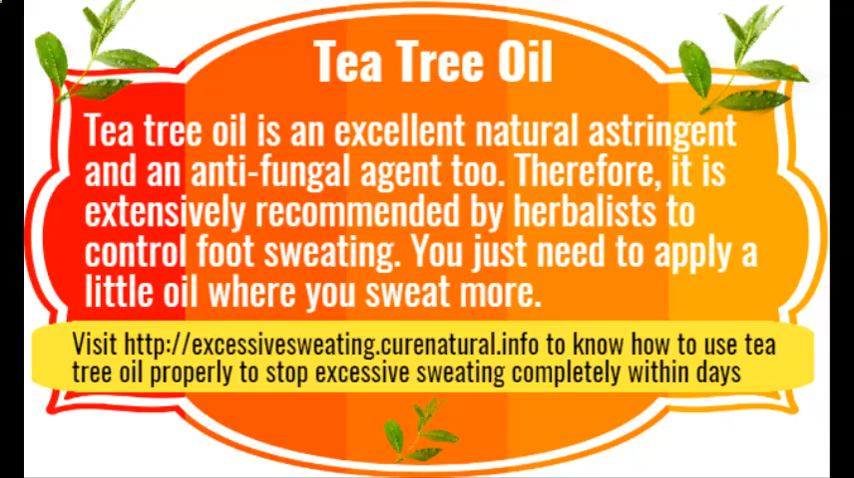 Tea Tree Oil
Tea tree oil is an excellent natural astringent
and an anti-fungal agent too. Therefore, it is
extensively recommended by herbalists to
control foot sweating. You just need to apply a
little oil where you sweat more.
Visit http://excessivesweating.curenatural.info to know how to use tea
tree oil properly to stop excessive sweating completely within days